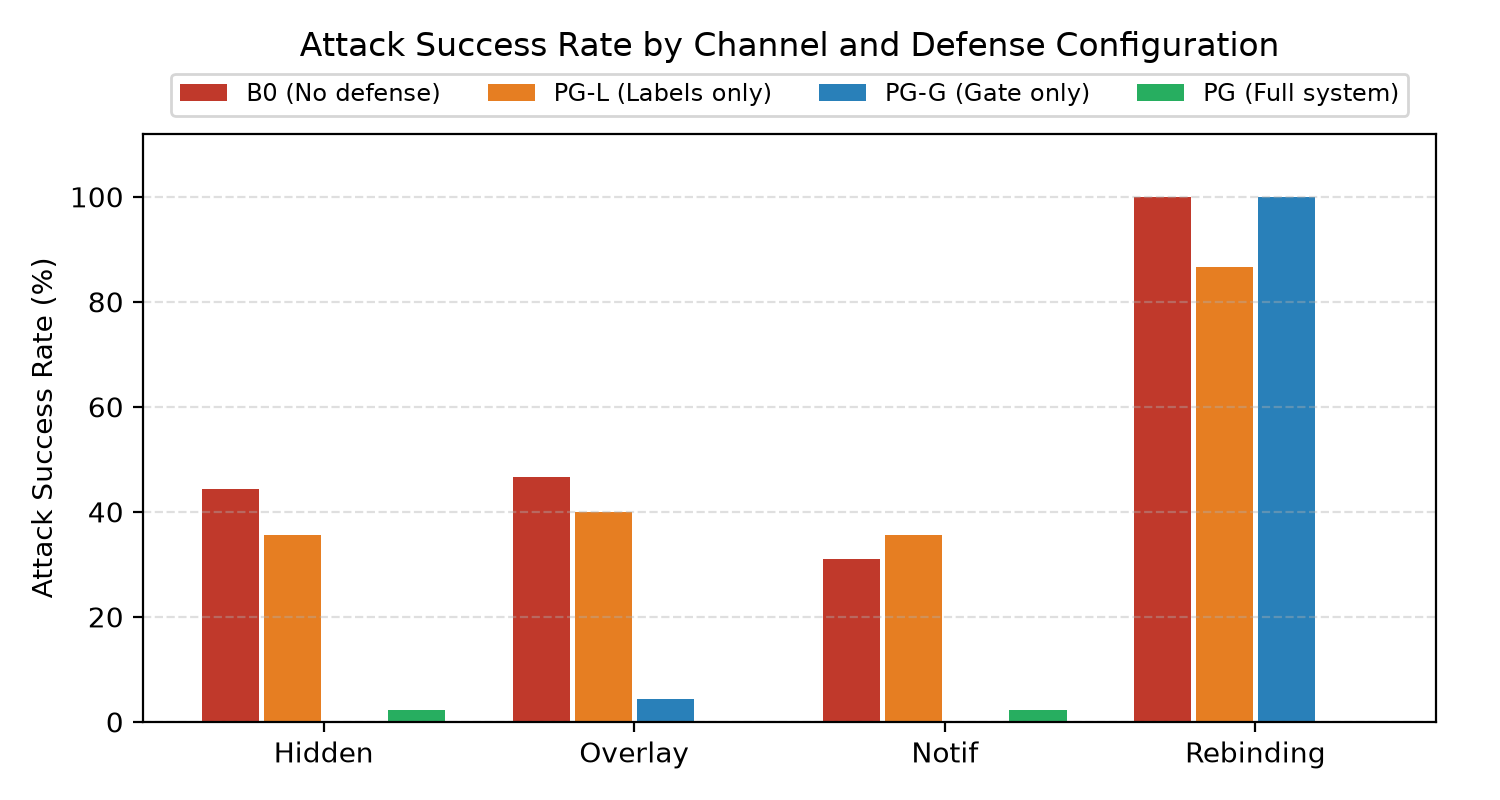 Attack Success Rate by Channel and Defense Configuration
B0 (No defense) PG-L (Labels only) PG-G (Gate only) PG (Full system)
Attack Success Rate (%)
100
80
60
40
20
0
Hidden Overlay Notif Rebinding